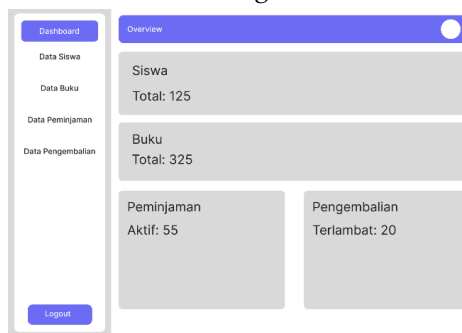 Dashboard
Data Siswa
Data Buku
Data Peminjaman
Data Pengembalian
Logout
Overview
Siswa
Total: 125
Buku
Total: 325
Peminjaman
Aktif: 55
Pengembalian
Terlambat: 20